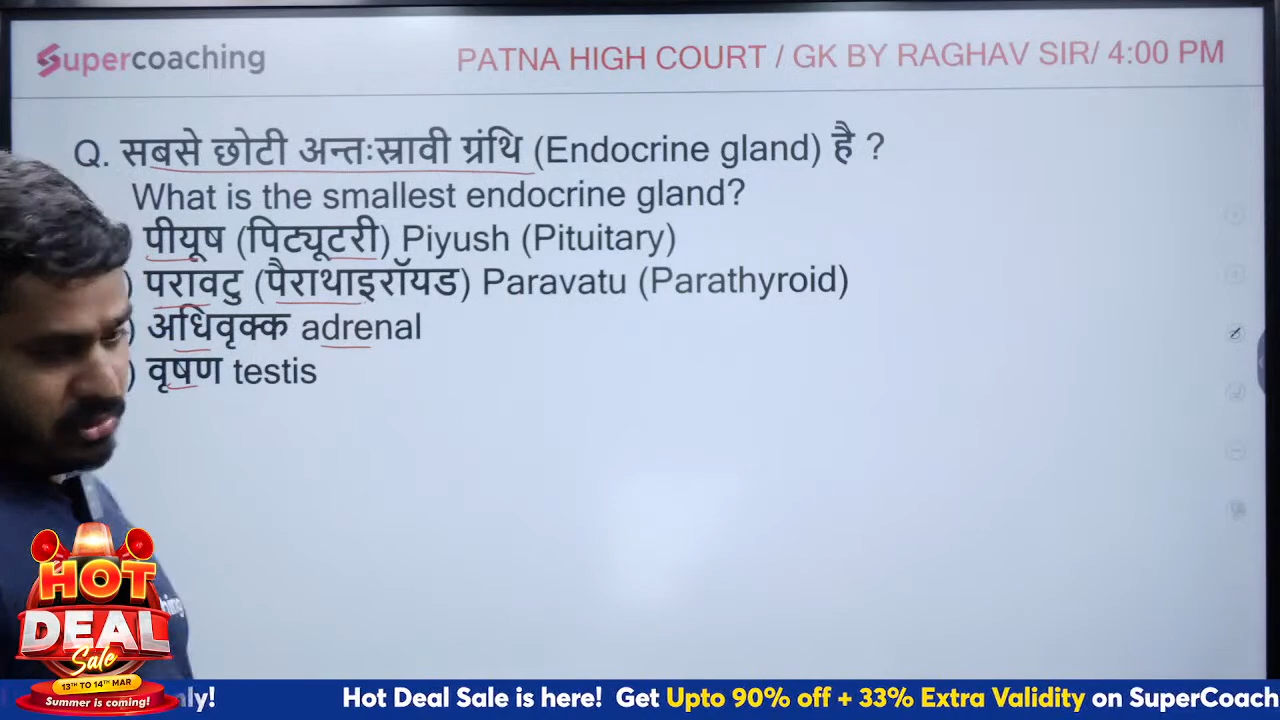 Supercoaching
PATNA HIGH COURT / GK BY RAGHAV SIR/ 4:00 PM
Q. सबसे छोटी अन्तःस्रावी ग्रंथि (Endocrine gland) है ?
What is the smallest endocrine gland?
पीयूष (पिट्यूटरी) Piyush (Pituitary)
) परावटु (पैराथाइरॉयड) Paravatu (Parathyroid)
) अधिवृक्क adrenal
) वृषण testis
HOT
DEAL
Sale
13TH TO 14TH MAR
Summer is coming!
Hot Deal Sale is here! Get Upto 90% off + 33% Extra Validity on SuperCoach